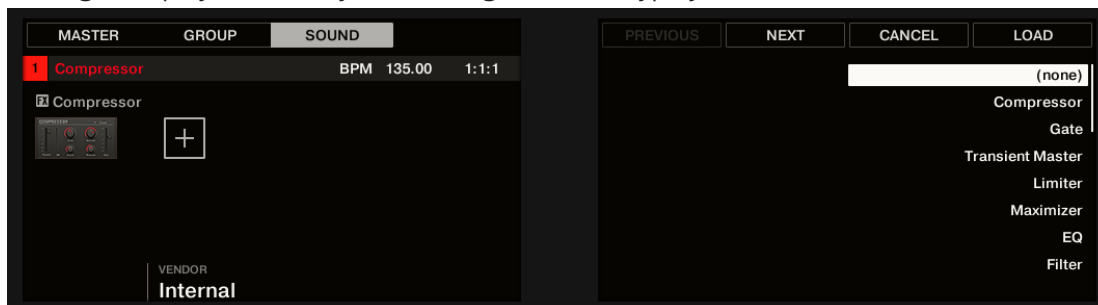 MASTER GROUP SOUND
1 Compressor BPM 135.00 1:1:1
FX Compressor
VENDOR
Internal
PREVIOUS NEXT CANCEL LOAD
(none)
Compressor
Gate
Transient Master
Limiter
Maximizer
EQ
Filter